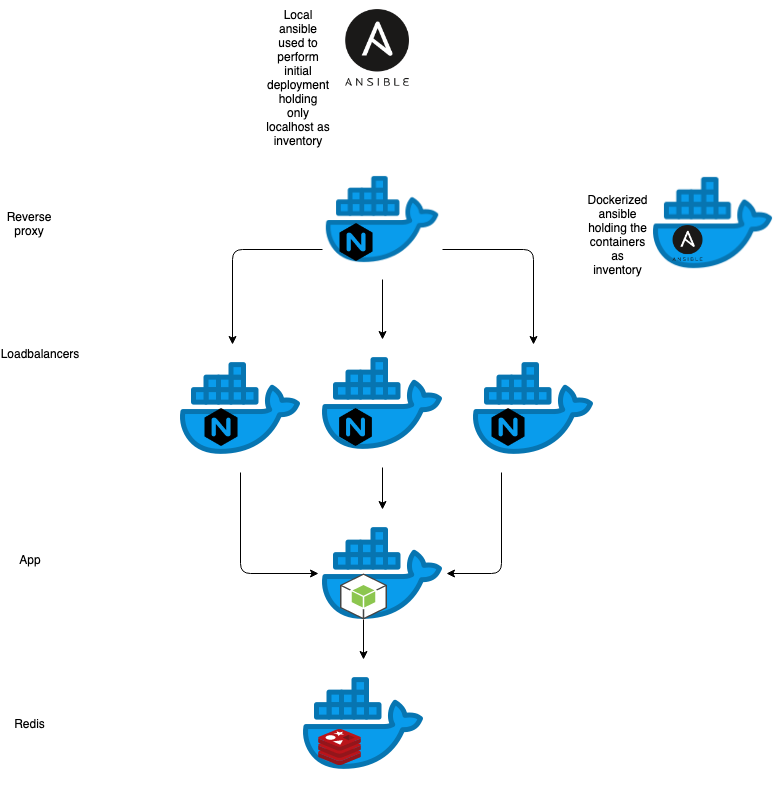 Local
ansible
used to
perform
initial
deployment
holding
only
localhost as
inventory
ANSIBLE
Reverse
proxy
N
Dockerized
ansible
holding the
containers
as
inventory
ANSIBLE
Loadbalancers
N
N
N
App
Redis